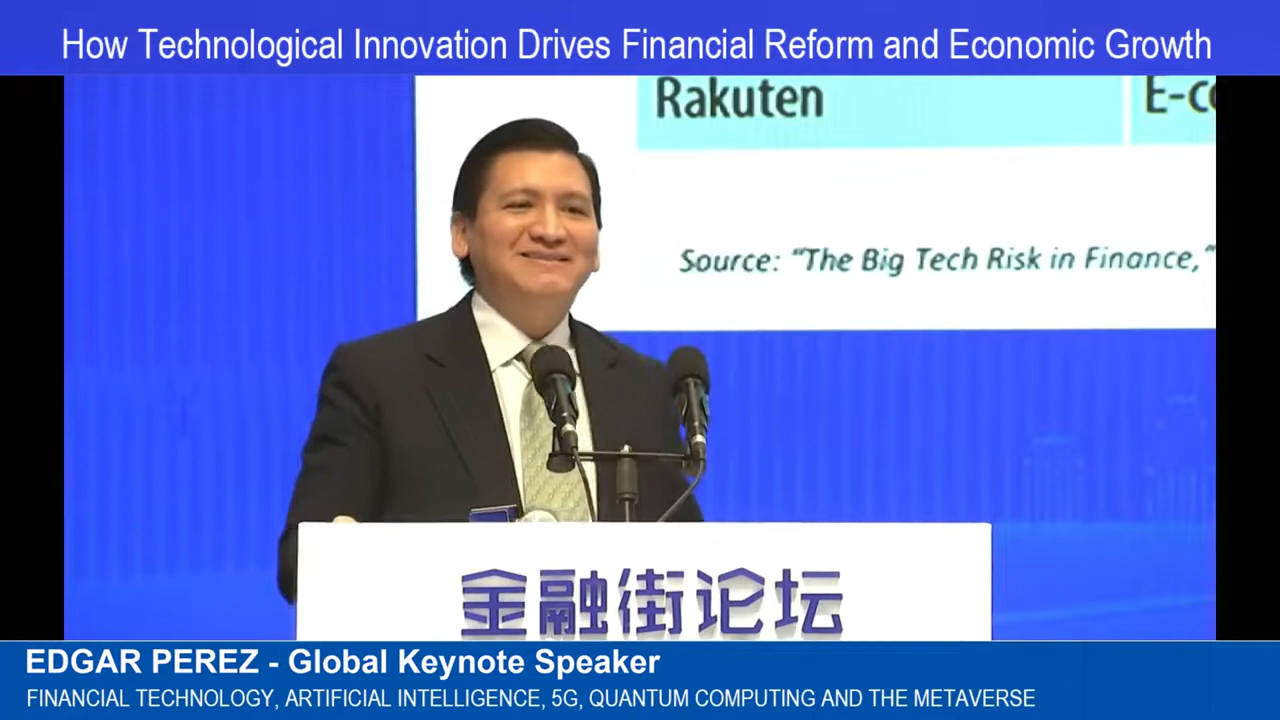 How Technological Innovation Drives Financial Reform and Economic Growth
Rakuten
Source: "The Big Tech Risk in Finance,"
金融街论坛
EDGAR PEREZ - Global Keynote Speaker
FINANCIAL TECHNOLOGY, ARTIFICIAL INTELLIGENCE, 5G, QUANTUM COMPUTING AND THE METAVERSE